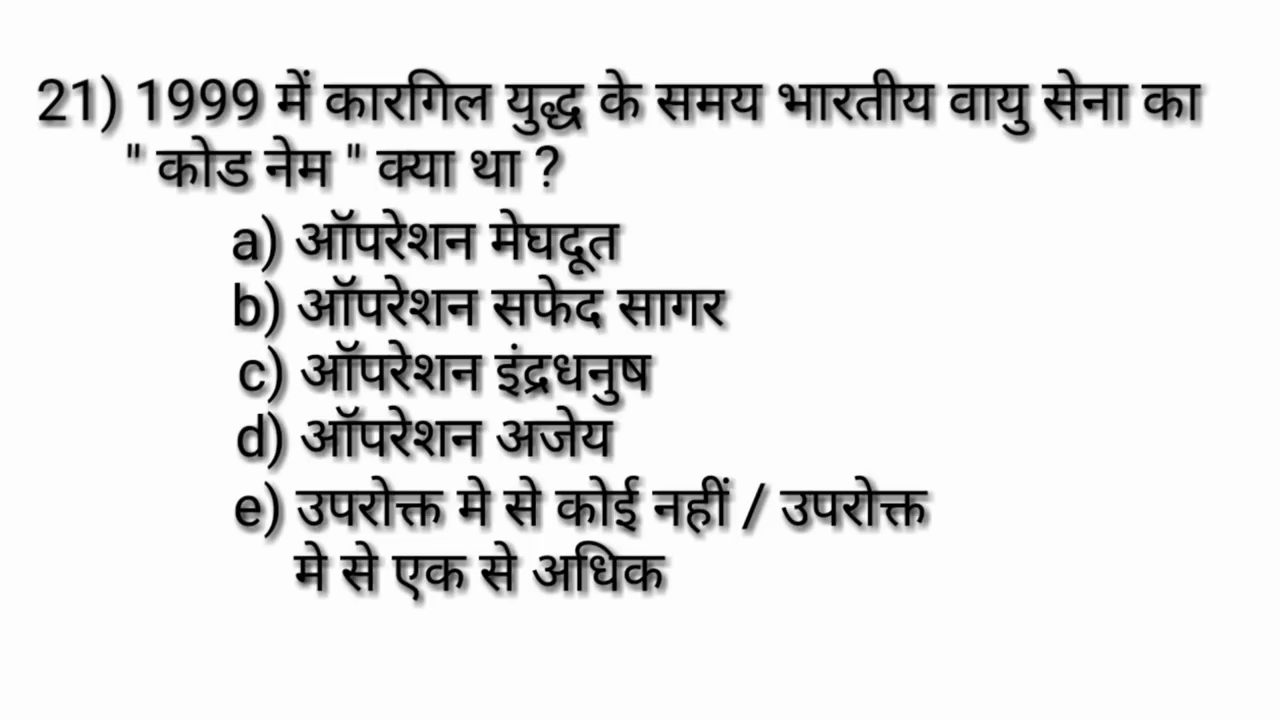 21) 1999 में कारगिल युद्ध के समय भारतीय वायु सेना का
" कोड नेम " क्या था ?
a) ऑपरेशन मेघदूत
b) ऑपरेशन सफेद सागर
c) ऑपरेशन इंद्रधनुष
d) ऑपरेशन अजेय
e) उपरोक्त मे से कोई नहीं / उपरोक्त
मे से एक से अधिक